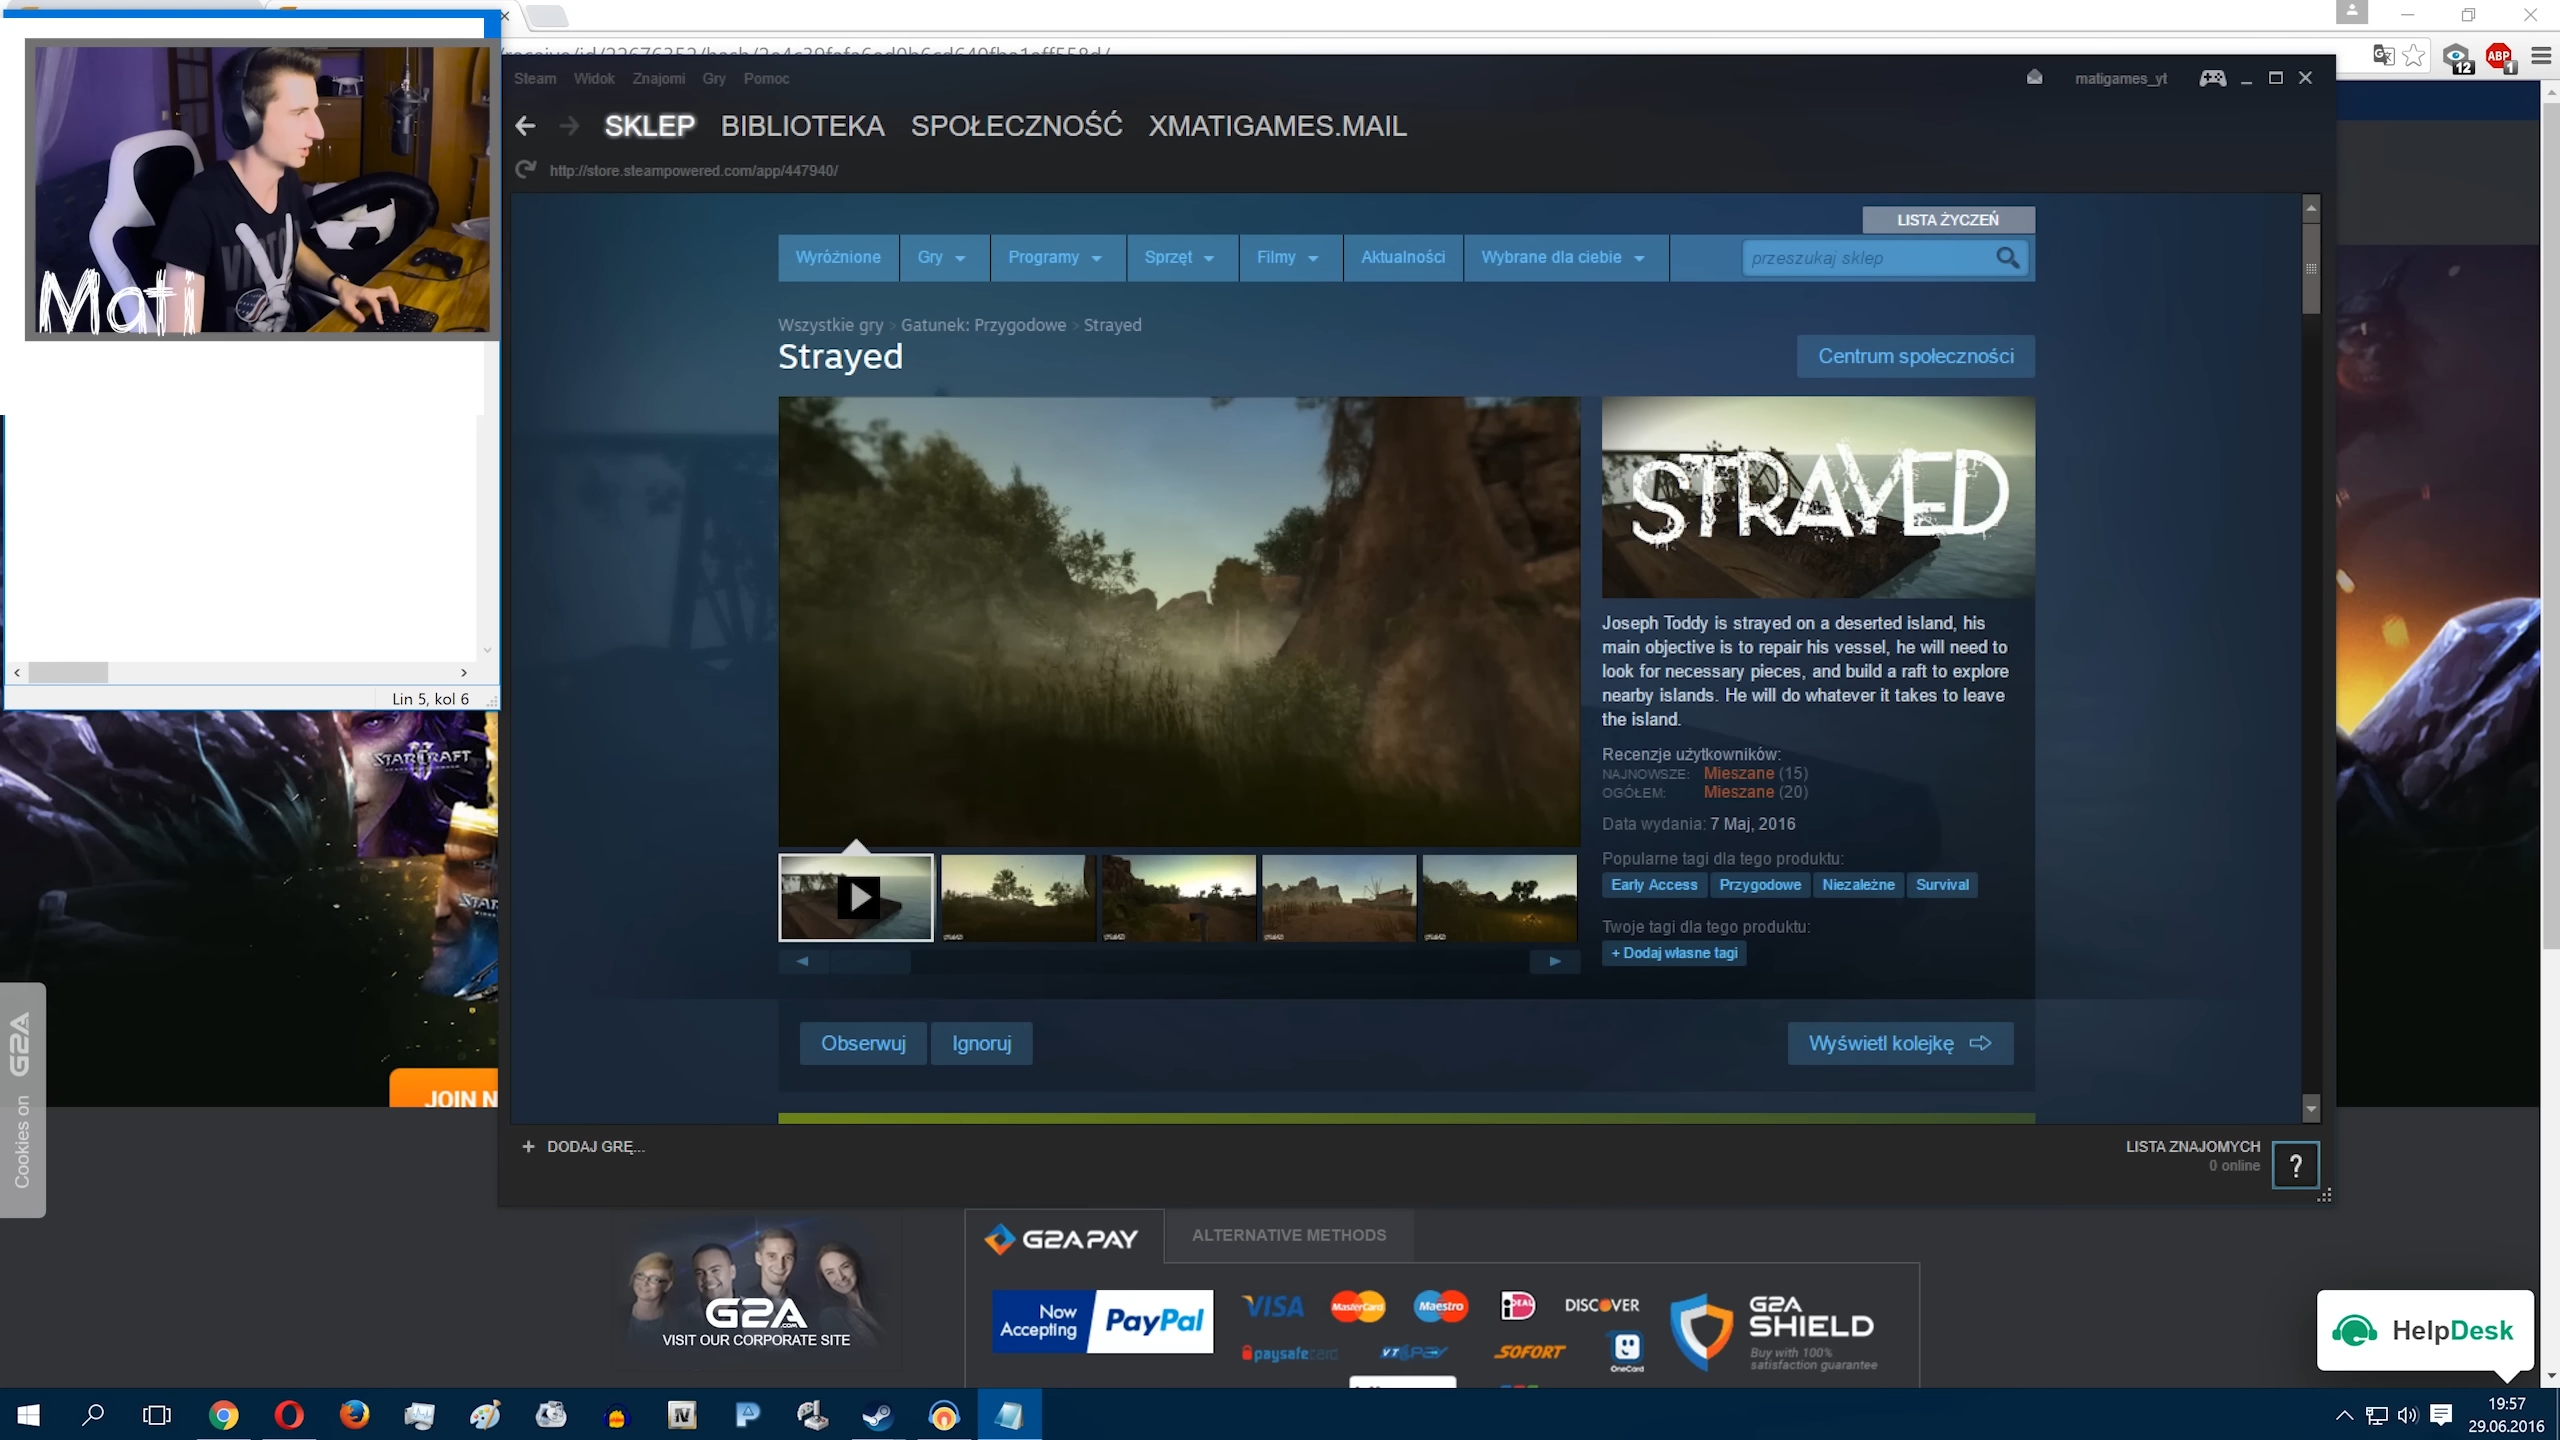 Steam Widok Znajomi Gry Pomoc
matigames_yt
SKLEP BIBLIOTEKA SPOŁECZNOŚĆ XMATIGAMES.MAIL
http://store.steampowered.com/app/447940/
12
ABP
1
Mati
LISTA ŻYCZEŃ
Wyróżnione Gry Programy Sprzęt Filmy Aktualności Wybrane dla ciebie
przeszukaj sklep
Wszystkie gry > Gatunek: Przygodowe > Strayed
Strayed
Centrum społeczności
STRAYED
Joseph Toddy is strayed on a deserted island, his
main objective is to repair his vessel, he will need to
look for necessary pieces, and build a raft to explore
nearby islands. He will do whatever it takes to leave
the island.
Recenzje użytkowników:
NAJNOWSZE: Mieszane (15)
OGÓŁEM: Mieszane (20)
Data wydania: 7 Maj, 2016
Popularne tagi dla tego produktu:
Early Access Przygodowe Niezależne Survival
Twoje tagi dla tego produktu:
+ Dodaj własne tagi
Obserwuj Ignoruj
Wyświetl kolejkę
Lin 5, kol 6
STARCRAFT
II
JOIN N
Cookies on G2A
+ DODAJ GRĘ...
LISTA ZNAJOMYCH
0 online
?
G2A.COM
VISIT OUR CORPORATE SITE
G2A PAY
ALTERNATIVE METHODS
Now Accepting PayPal
VISA MasterCard Maestro iDEAL DISCOVER
paysafecard VTPAY SOFORT OneCard
G2A SHIELD
Buy with 100%
satisfaction guarantee
HelpDesk
19:57
29.06.2016